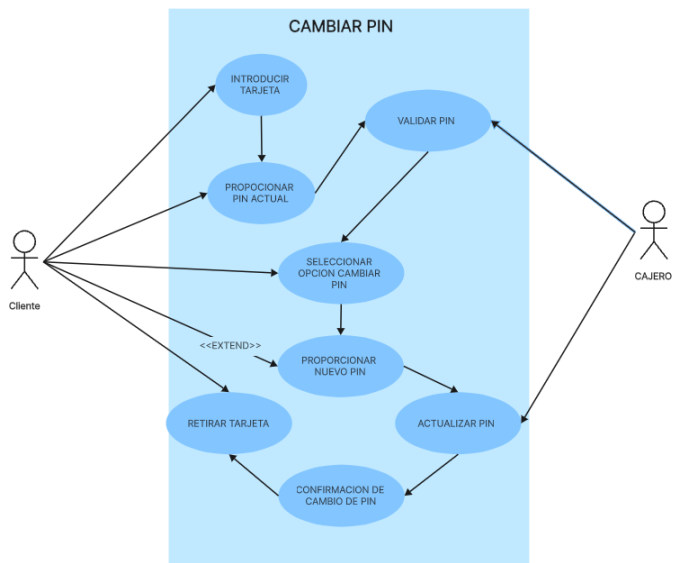 CAMBIAR PIN
INTRODUCIR
TARJETA
VALIDAR PIN
PROPOCIONAR
PIN ACTUAL
SELECCIONAR
OPCION CAMBIAR
PIN
Cliente
CAJERO
<<EXTEND>>
PROPORCIONAR
NUEVO PIN
RETIRAR TARJETA
ACTUALIZAR PIN
CONFIRMACION DE
CAMBIO DE PIN